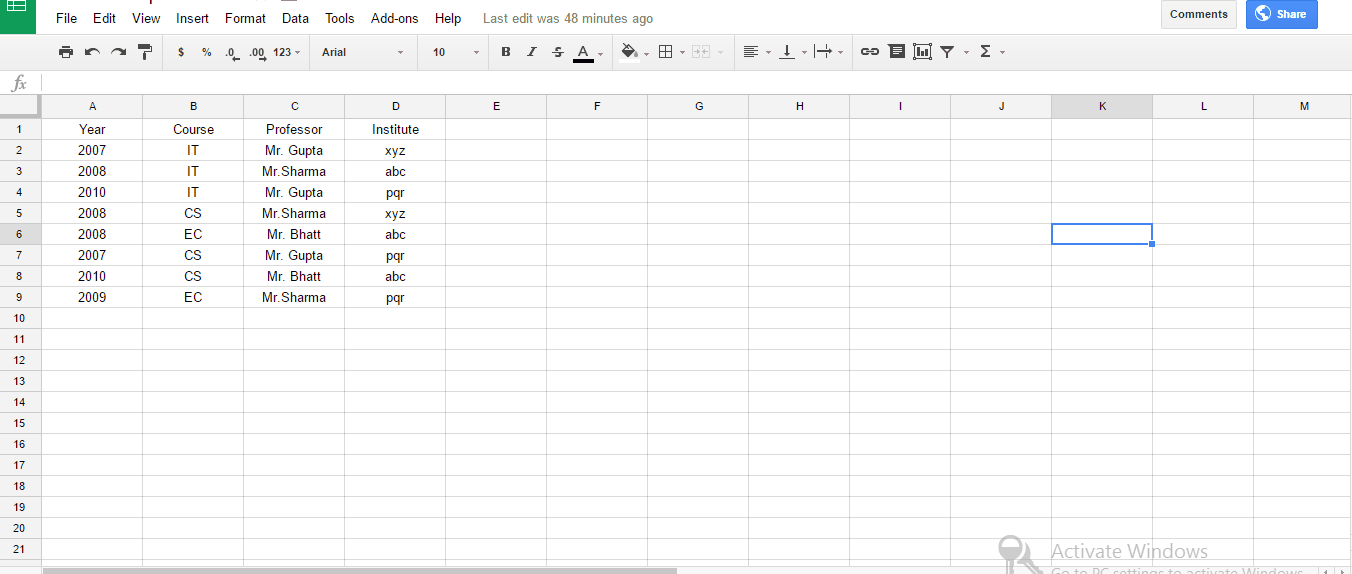 File Edit View Insert Format Data Tools Add-ons Help Last edit was 48 minutes ago Comments Share
$ % .0 .00 123 Arial 10 B I S A Σ
fx
A B C D E F G H I J K L M
1 Year Course Professor Institute
2 2007 IT Mr. Gupta xyz
3 2008 IT Mr.Sharma abc
4 2010 IT Mr. Gupta pqr
5 2008 CS Mr.Sharma xyz
6 2008 EC Mr. Bhatt abc
7 2007 CS Mr. Gupta pqr
8 2010 CS Mr. Bhatt abc
9 2009 EC Mr.Sharma pqr
10
11
12
13
14
15
16
17
18
19
20
21
Activate Windows
Go to PC settings to activate Windows.